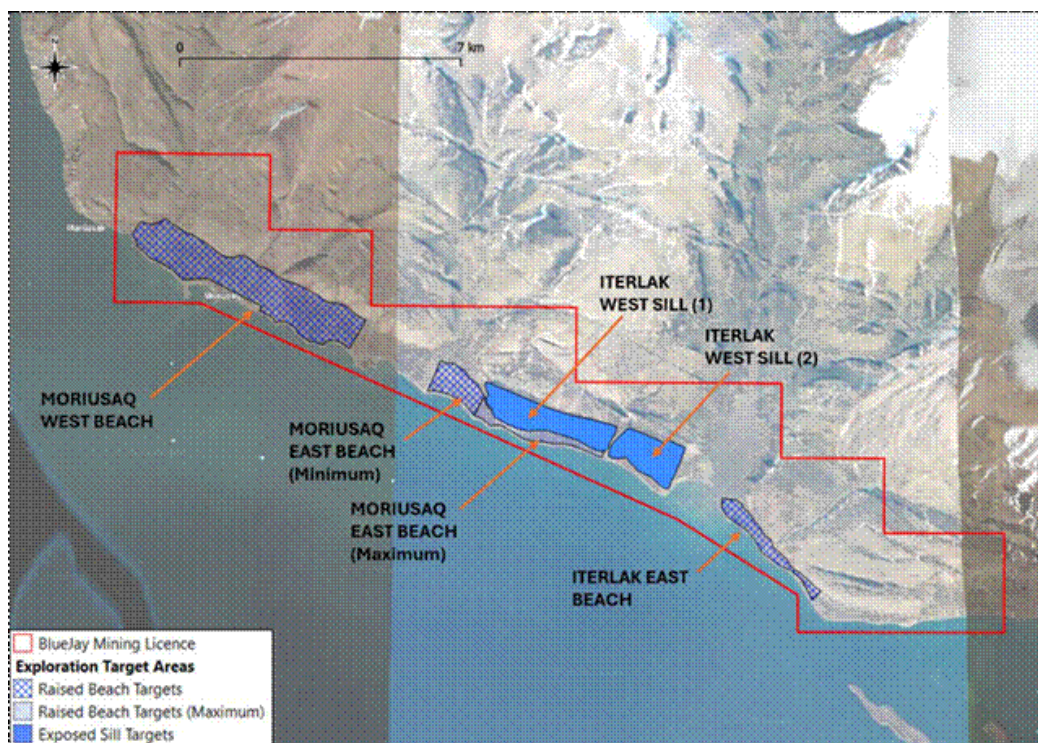 N
0
7 km
ITERLAK
WEST SILL (1)
ITERLAK
WEST SILL (2)
MORIUSAQ
WEST BEACH
MORIUSAQ
EAST BEACH
(Minimum)
MORIUSAQ
EAST BEACH
(Maximum)
ITERLAK EAST
BEACH
BlueJay Mining Licence
Exploration Target Areas
Raised Beach Targets
Raised Beach Targets (Maximum)
Exposed Sill Targets